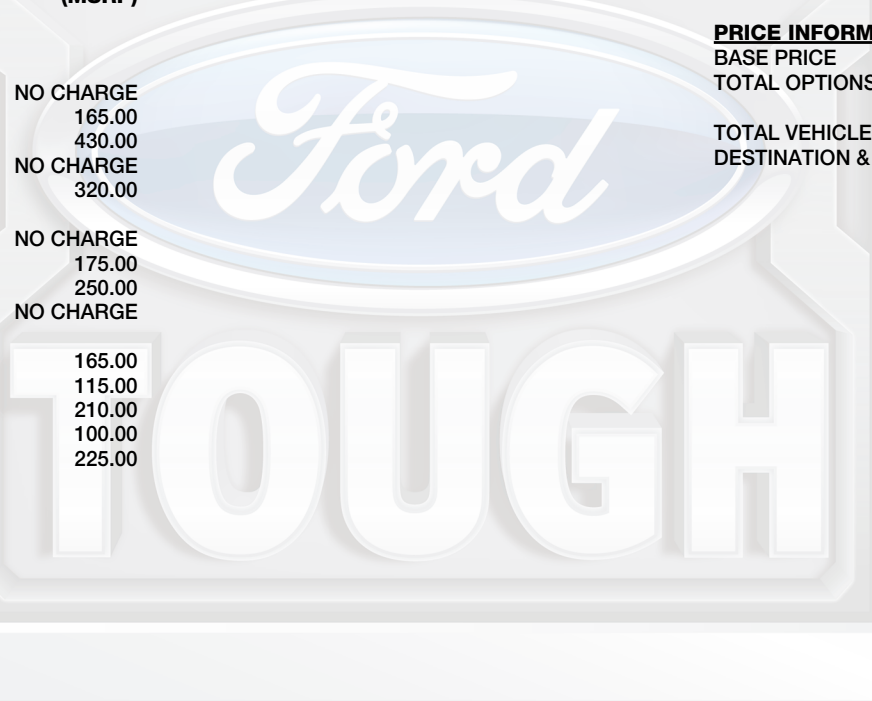 (MSRP)
NO CHARGE
165.00
430.00
NO CHARGE
320.00
NO CHARGE
175.00
250.00
NO CHARGE
165.00
115.00
210.00
100.00
225.00
PRICE INFORM
BASE PRICE
TOTAL OPTIONS
TOTAL VEHICLE
DESTINATION &
Ford
TOUGH